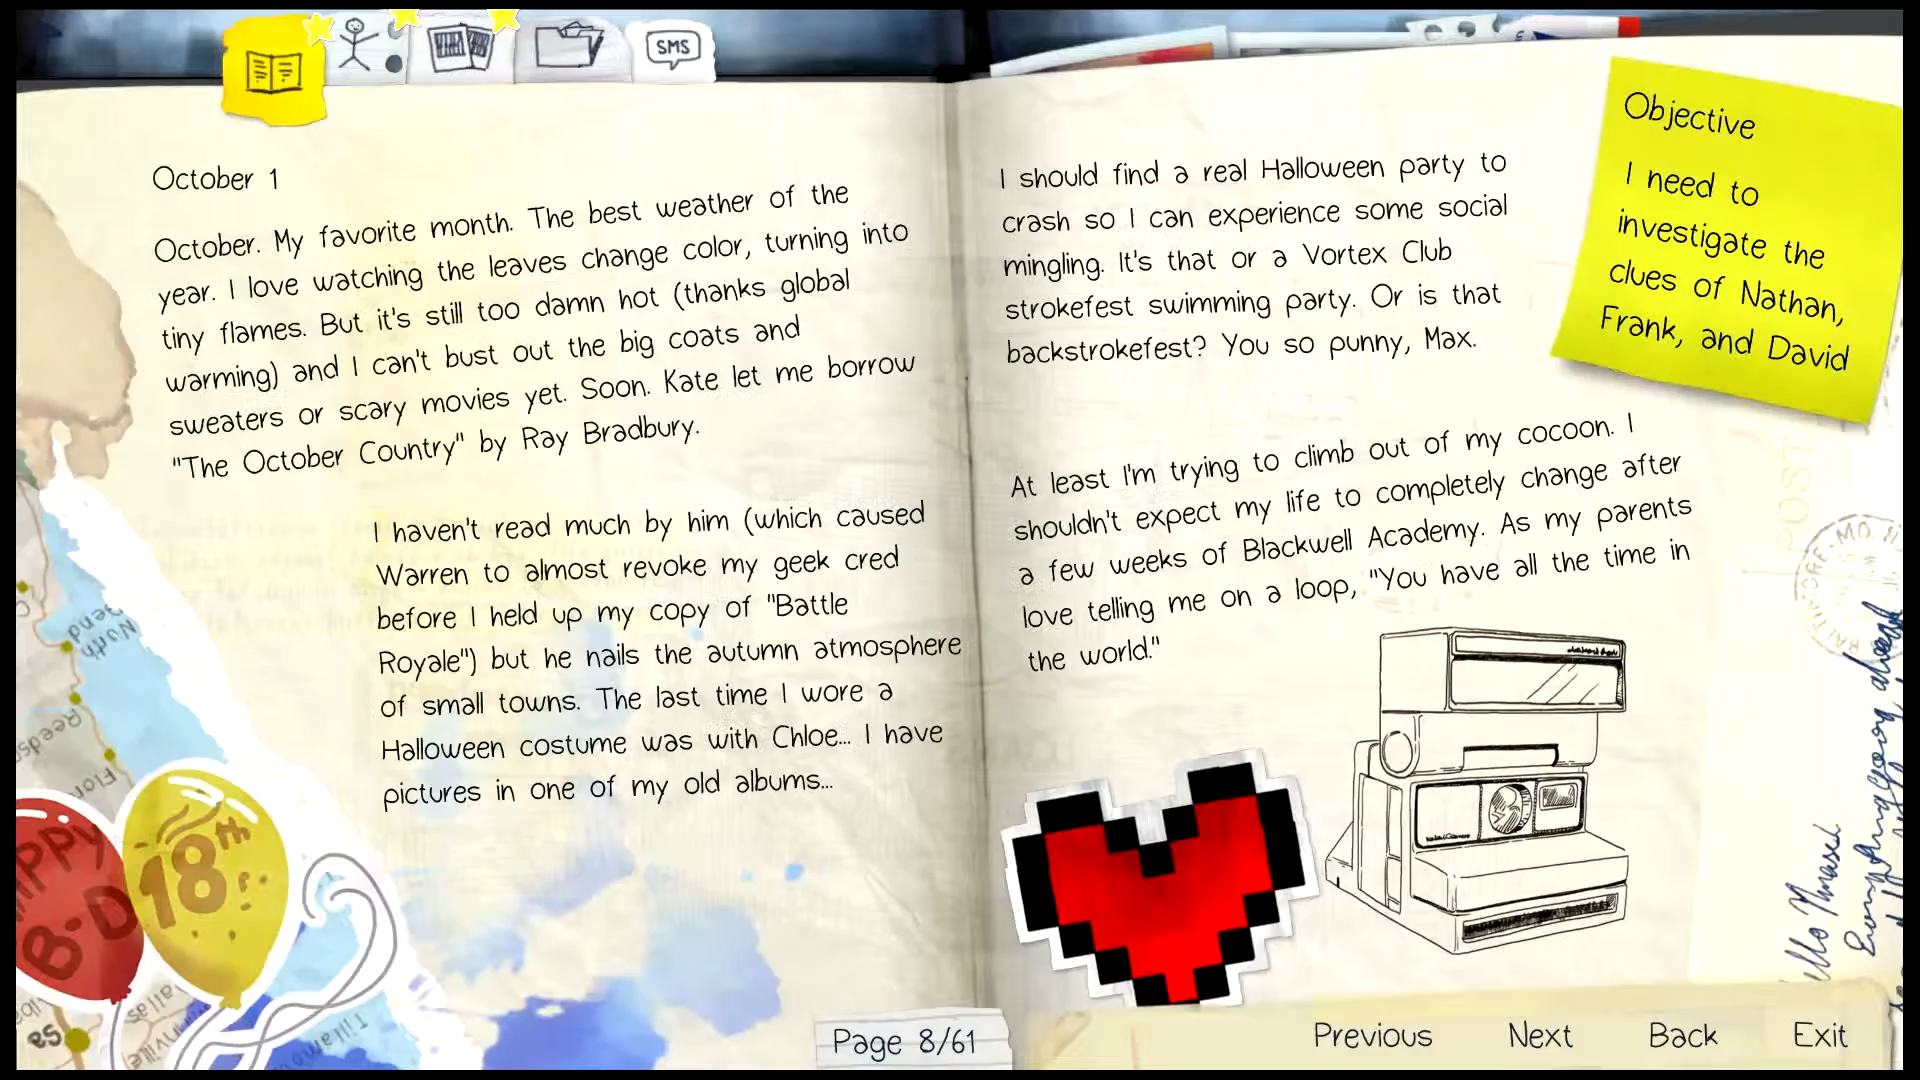 SMS
October 1
October. My favorite month. The best weather of the
year. I love watching the leaves change color, turning into
tiny flames. But it's still too damn hot (thanks global
warming) and I can't bust out the big coats and
sweaters or scary movies yet. Soon. Kate let me borrow
"The October Country" by Ray Bradbury.
I haven't read much by him (which caused
Warren to almost revoke my geek cred
before I held up my copy of "Battle
Royale") but he nails the autumn atmosphere
of small towns. The last time I wore a
Halloween costume was with Chloe... I have
pictures in one of my old albums...
I should find a real Halloween party to
crash so I can experience some social
mingling. It's that or a Vortex Club
strokefest swimming party. Or is that
backstrokefest? You so punny, Max.
At least I'm trying to climb out of my cocoon. I
shouldn't expect my life to completely change after
a few weeks of Blackwell Academy. As my parents
love telling me on a loop, "You have all the time in
the world."
Objective
I need to
investigate the
clues of Nathan,
Frank, and David
POST
North
Bend
18th
B-D
Page 8/61
Previous
Next
Back
Exit